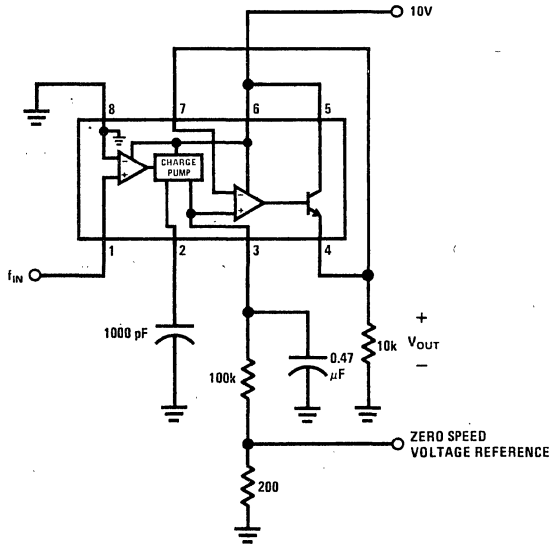 10V
8
7
6
5
−
+
CHARGE
PUMP
−
+
1
2
3
4
fIN
1000 pF
100k
0.47
μF
10k
+
VOUT
−
ZERO SPEED
VOLTAGE REFERENCE
200